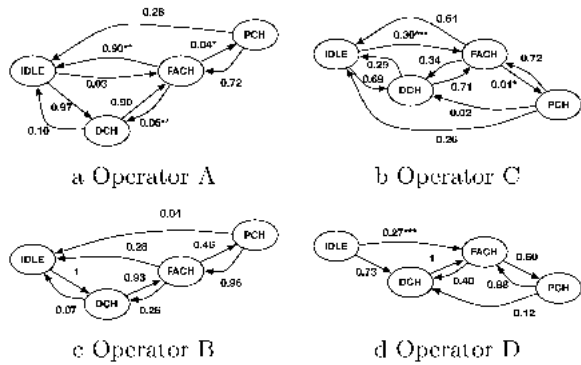 0.28
0.90**
0.04*
PCH
IDLE
0.03
FACH
0.72
0.97
0.90
0.10
DCH
0.05**
a Operator A
0.61
IDLE
0.30***
FACH
0.29
0.34
0.72
0.69
DCH
0.71
0.01*
0.02
PCH
0.26
b Operator C
0.04
0.28
0.45
PCH
IDLE
1
0.93
FACH
0.96
0.07
DCH
0.26
c Operator B
IDLE
0.27***
FACH
0.73
1
0.60
DCH
0.40
0.88
PCH
0.12
d Operator D